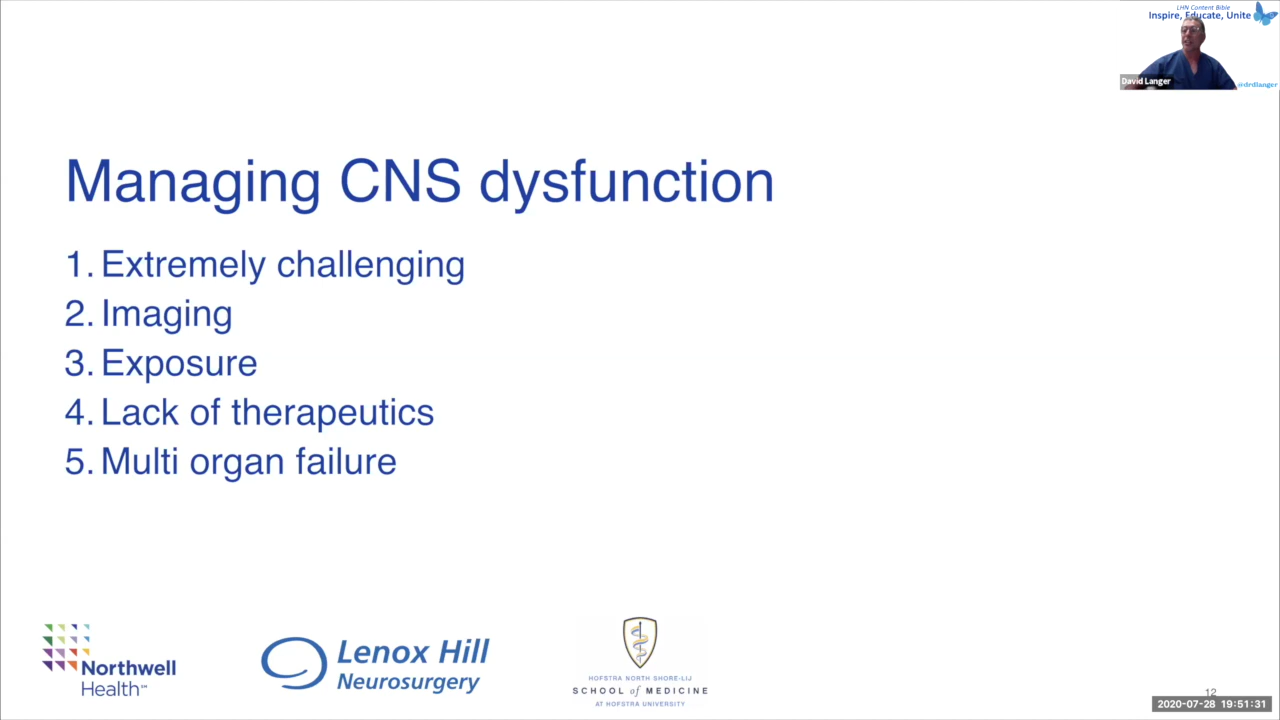 LHN Content Bible
Inspire, Educate, Unite
David Langer
@drdlanger
Managing CNS dysfunction
1. Extremely challenging
2. Imaging
3. Exposure
4. Lack of therapeutics
5. Multi organ failure
Northwell
Health℠
Lenox Hill
Neurosurgery
HOFSTRA NORTH SHORE-LIJ
SCHOOL of MEDICINE
AT HOFSTRA UNIVERSITY
12
2020-07-28 19:51:31